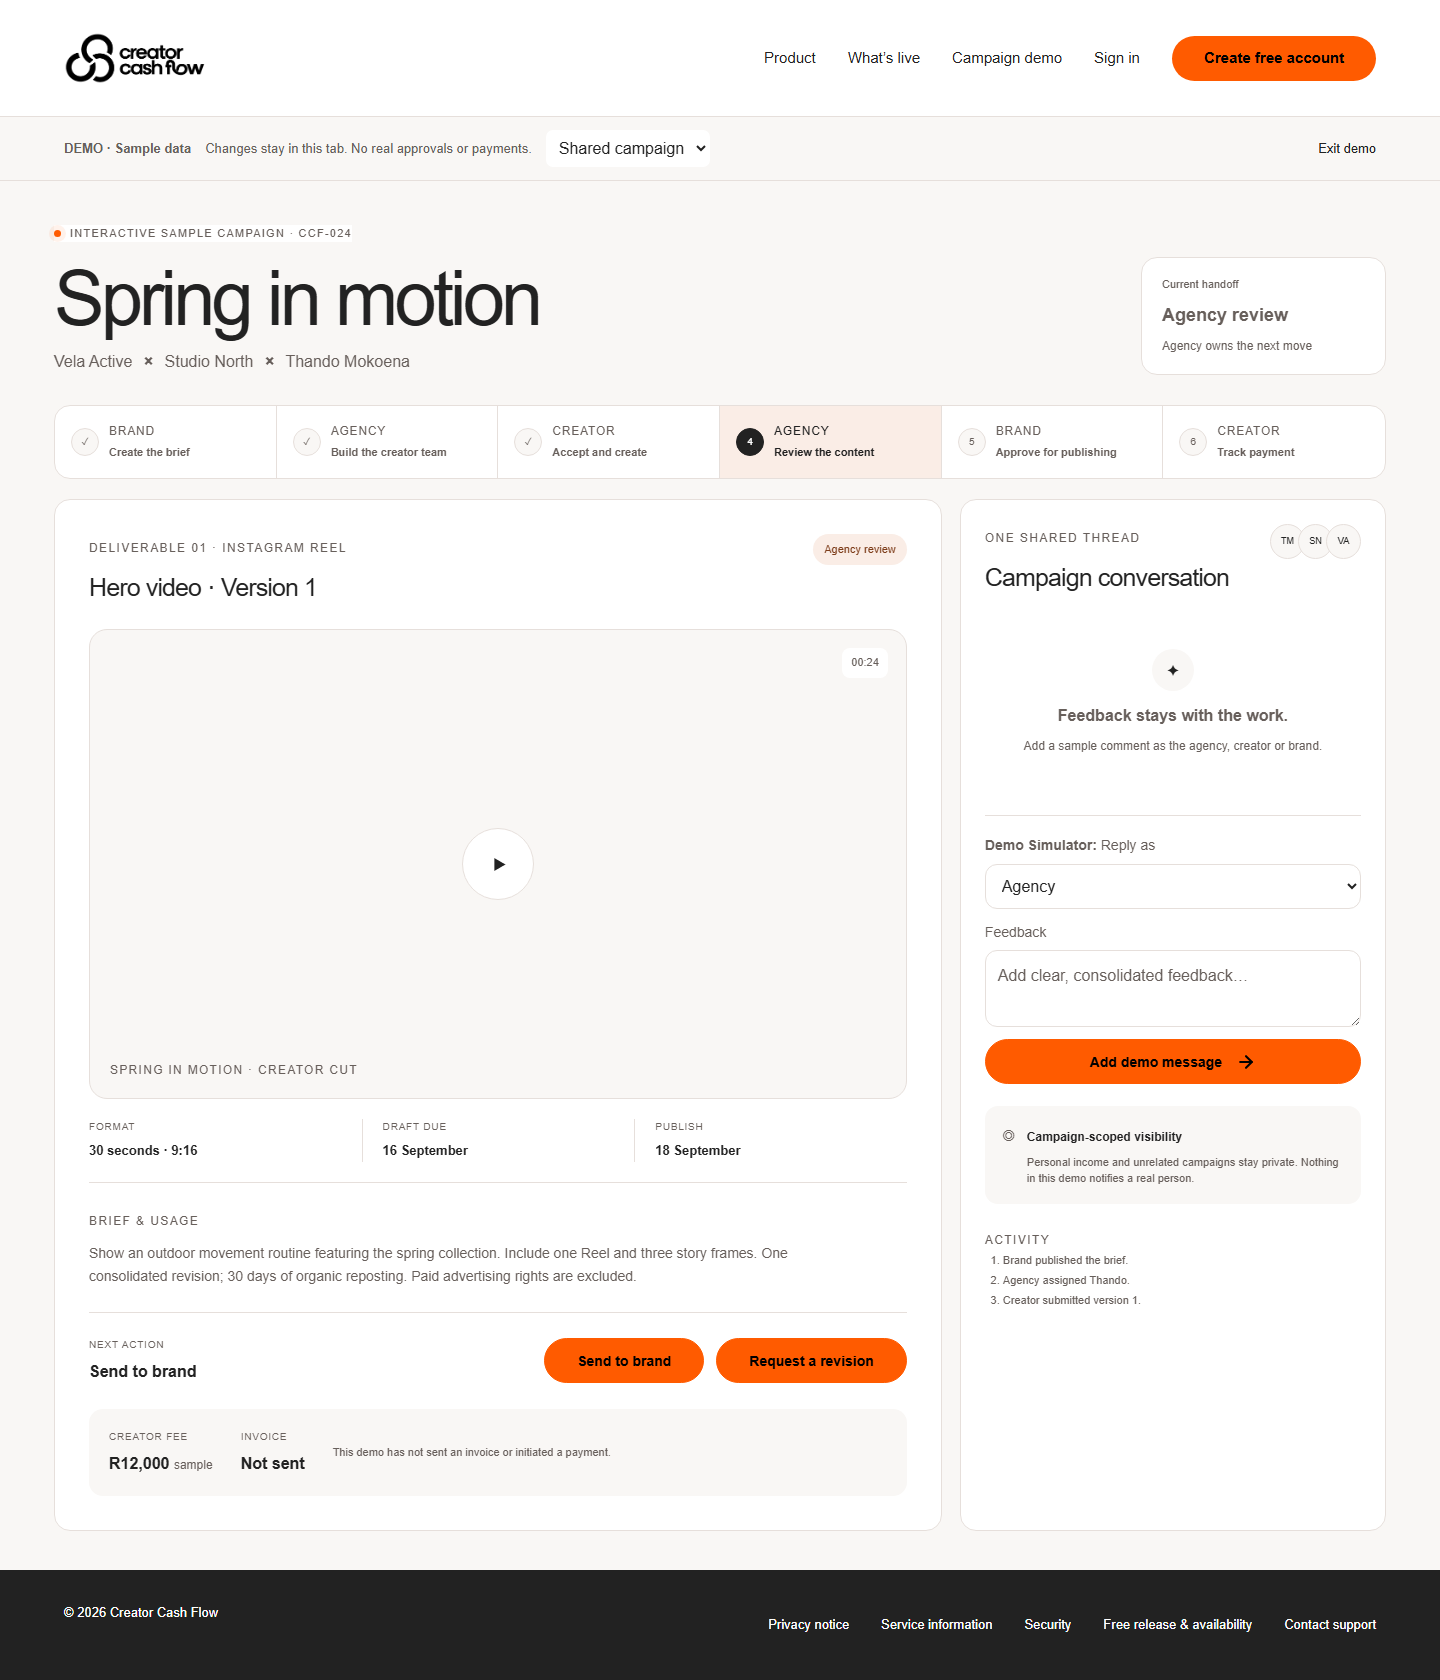 creator
cash flow
Product
What's live
Campaign demo
Sign in
Create free account
DEMO · Sample data
Changes stay in this tab. No real approvals or payments.
Shared campaign
Exit demo
INTERACTIVE SAMPLE CAMPAIGN · CCF-024
Spring in motion
Vela Active × Studio North × Thando Mokoena
Current handoff
Agency review
Agency owns the next move
✓
BRAND
Create the brief
✓
AGENCY
Build the creator team
✓
CREATOR
Accept and create
4
AGENCY
Review the content
5
BRAND
Approve for publishing
6
CREATOR
Track payment
DELIVERABLE 01 · INSTAGRAM REEL
Agency review
Hero video · Version 1
00:24
SPRING IN MOTION · CREATOR CUT
FORMAT
30 seconds · 9:16
DRAFT DUE
16 September
PUBLISH
18 September
BRIEF & USAGE
Show an outdoor movement routine featuring the spring collection. Include one Reel and three story frames. One
consolidated revision; 30 days of organic reposting. Paid advertising rights are excluded.
NEXT ACTION
Send to brand
Send to brand
Request a revision
CREATOR FEE
R12,000 sample
INVOICE
Not sent
This demo has not sent an invoice or initiated a payment.
ONE SHARED THREAD
TM
SN
VA
Campaign conversation
Feedback stays with the work.
Add a sample comment as the agency, creator or brand.
Demo Simulator: Reply as
Agency
Feedback
Add clear, consolidated feedback…
Add demo message →
Campaign-scoped visibility
Personal income and unrelated campaigns stay private. Nothing
in this demo notifies a real person.
ACTIVITY
1. Brand published the brief.
2. Agency assigned Thando.
3. Creator submitted version 1.
© 2026 Creator Cash Flow
Privacy notice
Service information
Security
Free release & availability
Contact support